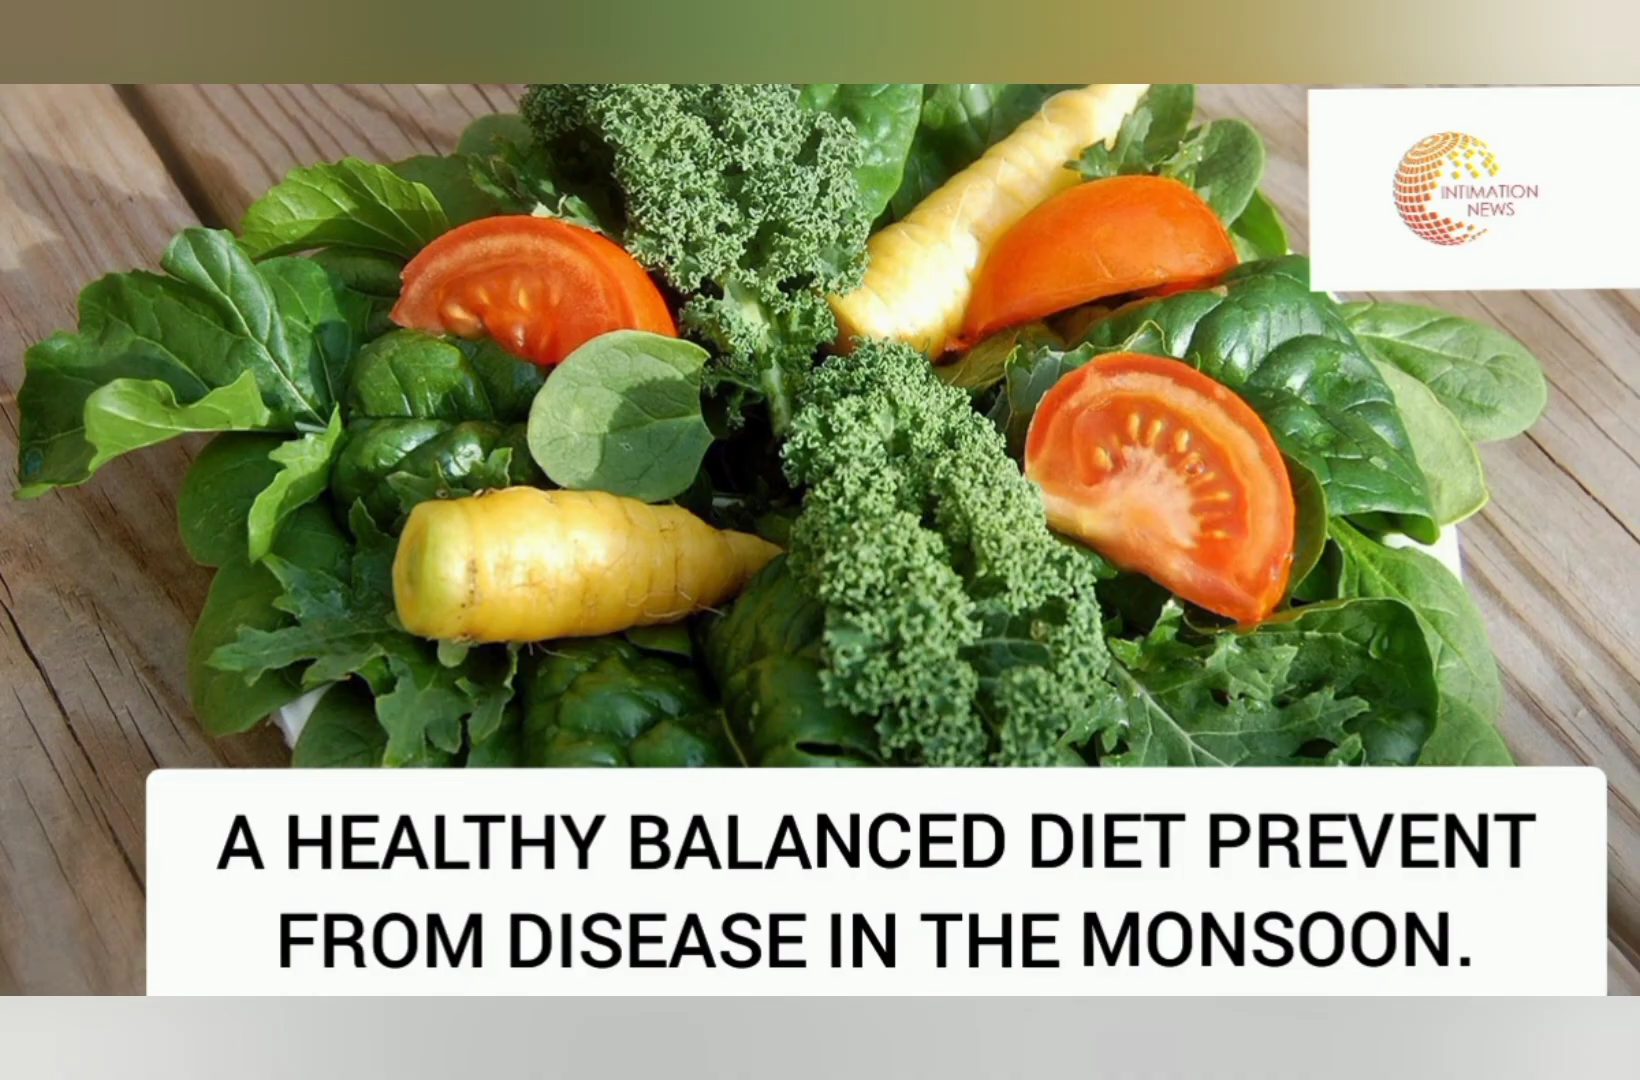 INTIMATION
NEWS
A HEALTHY BALANCED DIET PREVENT
FROM DISEASE IN THE MONSOON.